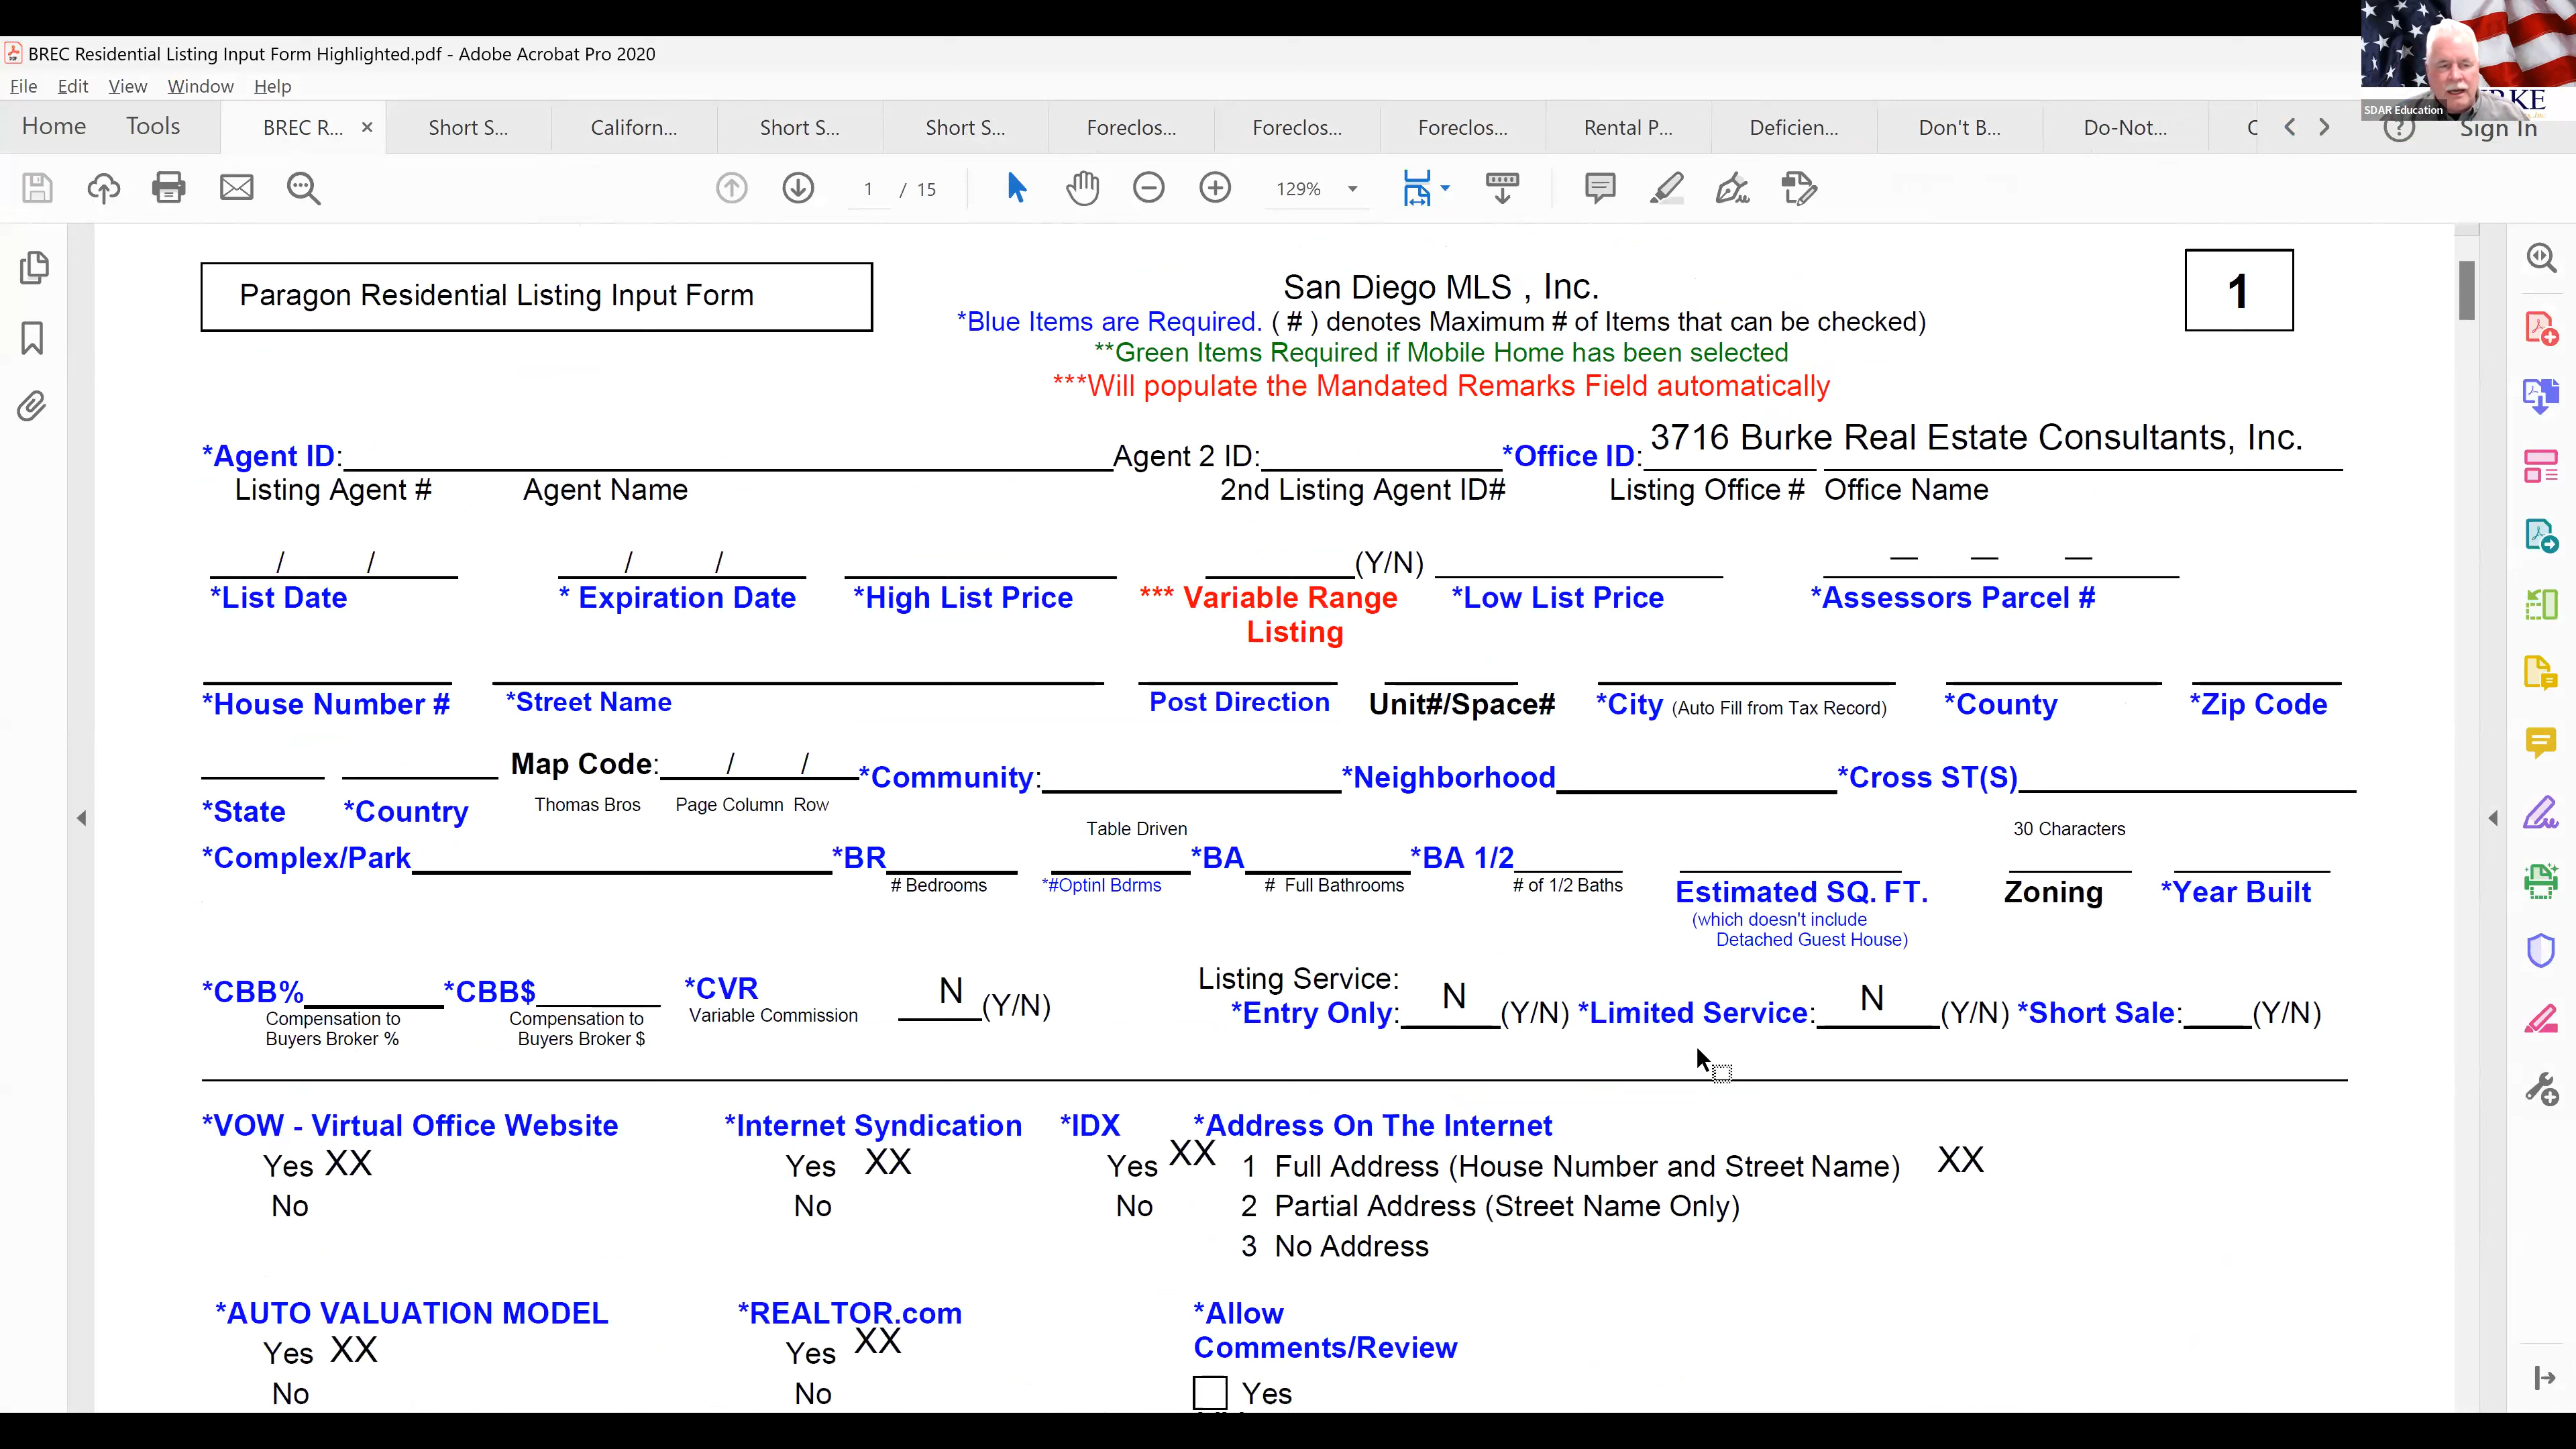 BREC Residential Listing Input Form Highlighted.pdf - Adobe Acrobat Pro 2020
File Edit View Window Help
Home Tools BREC R... × Short S... Californ... Short S... Short S... Foreclos... Foreclos... Foreclos... Rental P... Deficien... Don't B... Do-Not... Sign In
SDAR Education
1 / 15 129%
Paragon Residential Listing Input Form
San Diego MLS , Inc.
1
*Blue Items are Required. ( # ) denotes Maximum # of Items that can be checked)
**Green Items Required if Mobile Home has been selected
***Will populate the Mandated Remarks Field automatically
*Agent ID: Agent 2 ID: *Office ID: 3716 Burke Real Estate Consultants, Inc.
Listing Agent # Agent Name 2nd Listing Agent ID# Listing Office # Office Name
/ / / / (Y/N) — — —
*List Date * Expiration Date *High List Price *** Variable Range *Low List Price *Assessors Parcel #
Listing
*House Number # *Street Name Post Direction Unit#/Space# *City (Auto Fill from Tax Record) *County *Zip Code
Map Code: / / *Community: *Neighborhood *Cross ST(S)
*State *Country Thomas Bros Page Column Row
Table Driven 30 Characters
*Complex/Park *BR *BA *BA 1/2
# Bedrooms *#Optinl Bdrms # Full Bathrooms # of 1/2 Baths
Estimated SQ. FT. Zoning *Year Built
(which doesn't include
Detached Guest House)
Listing Service:
*CBB% *CBB$ *CVR N (Y/N) *Entry Only: N (Y/N) *Limited Service: N (Y/N) *Short Sale: (Y/N)
Compensation to Compensation to Variable Commission
Buyers Broker % Buyers Broker $
*VOW - Virtual Office Website *Internet Syndication *IDX *Address On The Internet
Yes XX Yes XX Yes XX 1 Full Address (House Number and Street Name) XX
No No No 2 Partial Address (Street Name Only)
3 No Address
*AUTO VALUATION MODEL *REALTOR.com *Allow
Comments/Review
Yes XX Yes XX
No No Yes